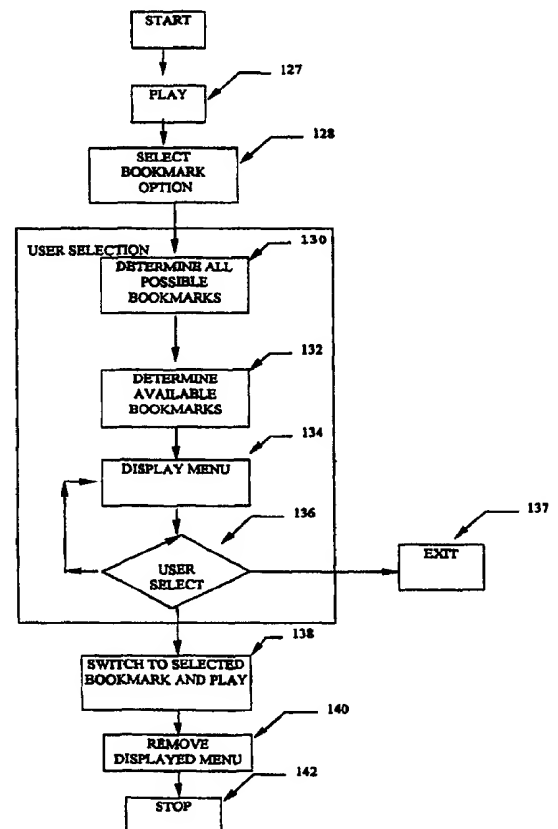 START
127
PLAY
128
SELECT
BOOKMARK
OPTION
130
USER SELECTION
DETERMINE ALL
POSSIBLE
BOOKMARKS
132
DETERMINE
AVAILABLE
BOOKMARKS
134
DISPLAY MENU
136
137
USER
SELECT
EXIT
138
SWITCH TO SELECTED
BOOKMARK AND PLAY
140
REMOVE
DISPLAYED MENU
142
STOP